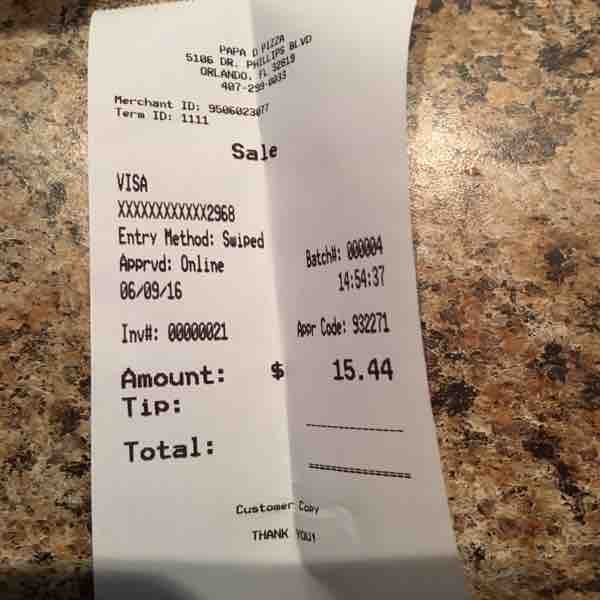 PAPA D PIZZA
5106 DR. PHILLIPS BLVD
ORLANDO, FL 32819
407-299-0033
Merchant ID: 9506023077
Term ID: 1111
Sale
VISA
XXXXXXXXXXXX2968
Entry Method: Swiped
Apprvd: Online Batch#: 000004
06/09/16 14:54:37
Inv#: 00000021 Appr Code: 932271
Amount: $ 15.44
Tip:
Total:
Customer Copy
THANK YOU!